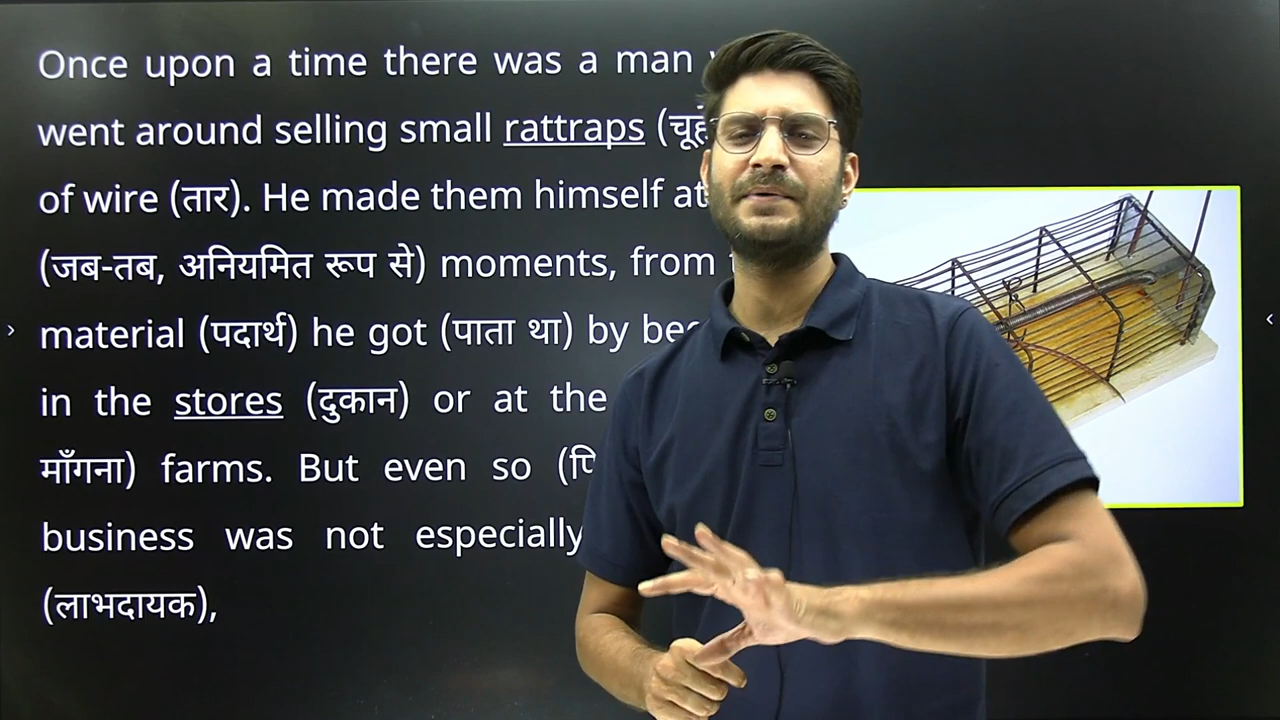 Once upon a time there was a man
went around selling small rattraps
of wire (तार). He made them himself at
(जब-तब, अनियमित रूप से) moments, from
material (पदार्थ) he got (पाता था) by
in the stores (दुकान) or at the
माँगना) farms. But even so
business was not especially
(लाभदायक),